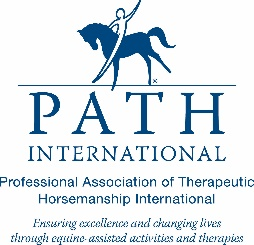 PATH
INTERNATIONAL
Professional Association of Therapeutic
Horsemanship International
Ensuring excellence and changing lives
through equine-assisted activities and therapies